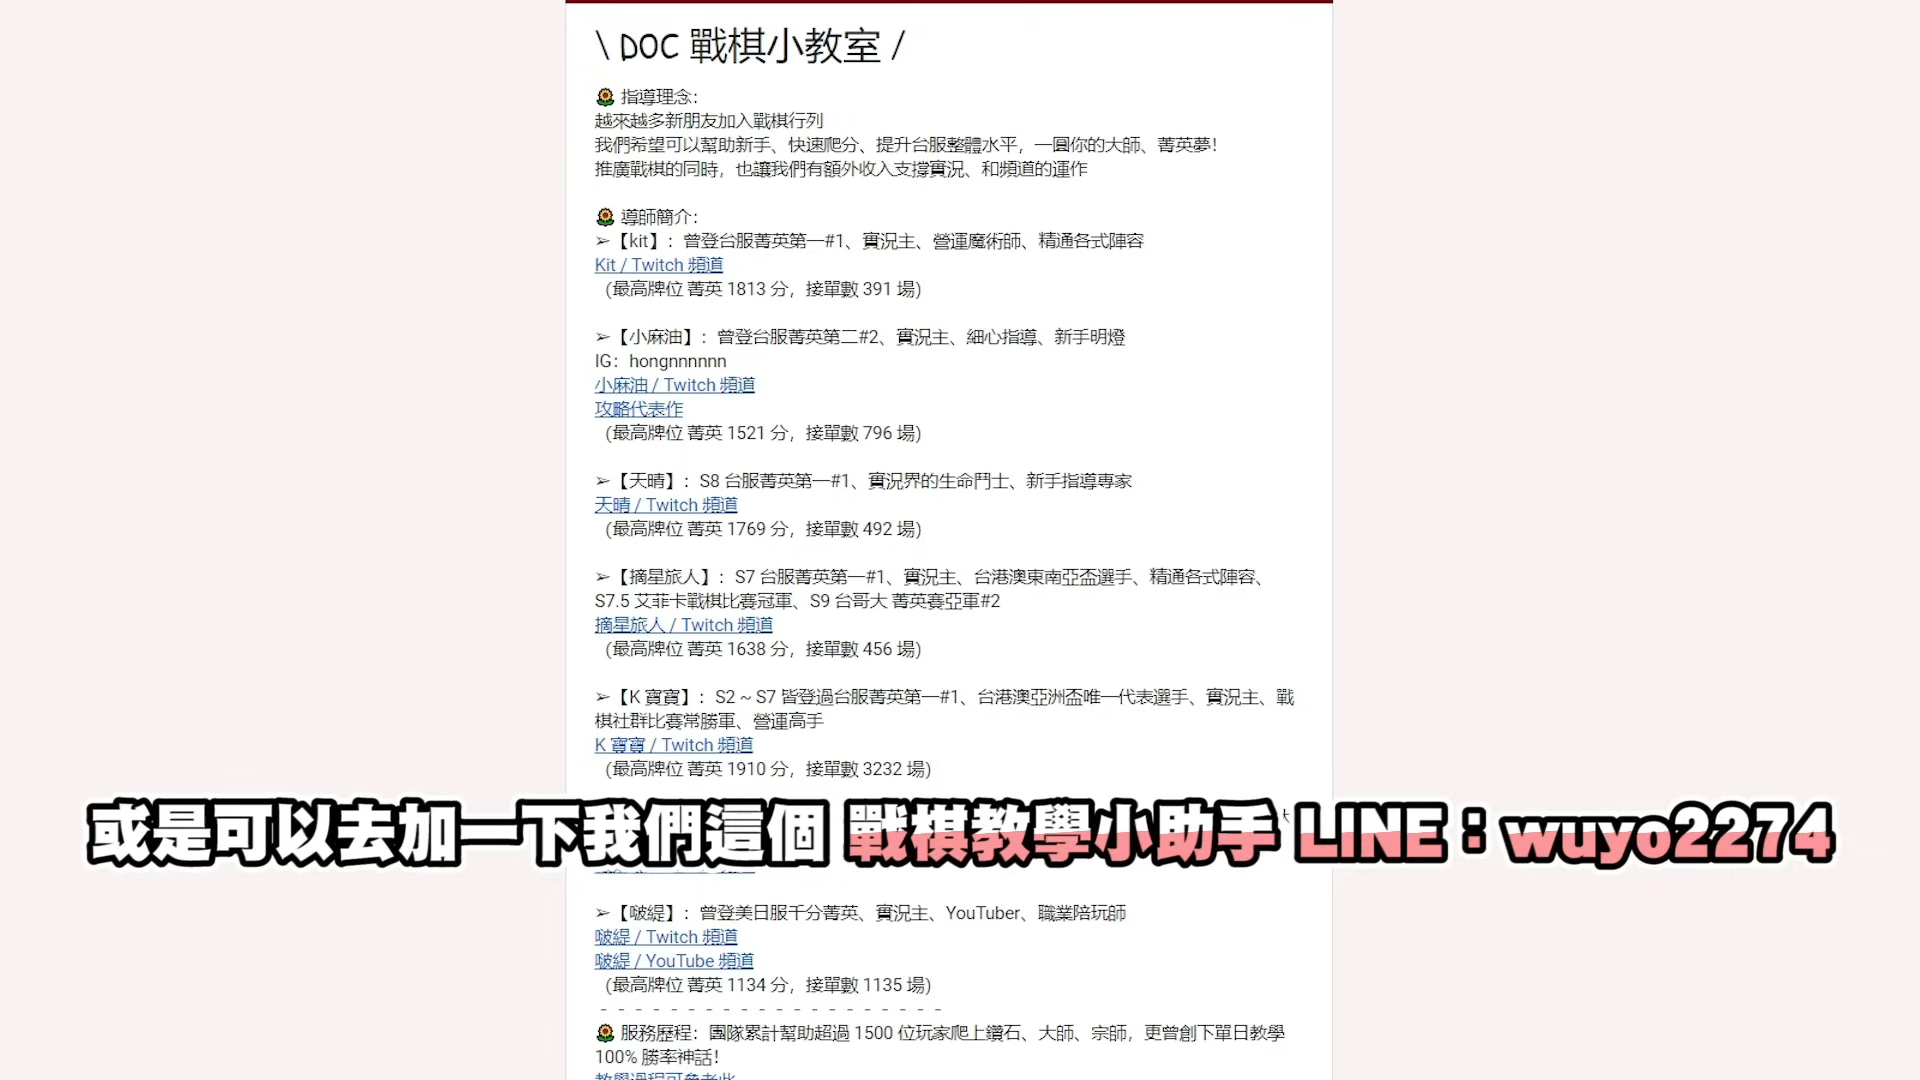 \ DOC 戰棋小教室 /
🌻 指導理念：
越來越多新朋友加入戰棋行列
我們希望可以幫助新手、快速爬分、提升台服整體水平，一圓你的大師、菁英夢！
推廣戰棋的同時，也讓我們有額外收入支撐實況、和頻道的運作
🌻 導師簡介：
➢【kit】：曾登台服菁英第一#1、實況主、營運魔術師、精通各式陣容
Kit / Twitch 頻道
（最高牌位 菁英 1813 分，接單數 391 場）
➢【小麻油】：曾登台服菁英第二#2、實況主、細心指導、新手明燈
IG：hongnnnnnn
小麻油 / Twitch 頻道
攻略代表作
（最高牌位 菁英 1521 分，接單數 796 場）
➢【天晴】：S8 台服菁英第一#1、實況界的生命鬥士、新手指導專家
天晴 / Twitch 頻道
（最高牌位 菁英 1769 分，接單數 492 場）
➢【摘星旅人】：S7 台服菁英第一#1、實況主、台港澳東南亞盃選手、精通各式陣容、
S7.5 艾菲卡戰棋比賽冠軍、S9 台哥大 菁英賽亞軍#2
摘星旅人 / Twitch 頻道
（最高牌位 菁英 1638 分，接單數 456 場）
➢【K 寶寶】：S2 ~ S7 皆登過台服菁英第一#1、台港澳亞洲盃唯一代表選手、實況主、戰
棋社群比賽常勝軍、營運高手
K 寶寶 / Twitch 頻道
（最高牌位 菁英 1910 分，接單數 3232 場）
或是可以去加一下我們這個 戰棋教學小助手 LINE：wuyo2274
➢【啵緹】：曾登美日服千分菁英、實況主、YouTuber、職業陪玩師
啵緹 / Twitch 頻道
啵緹 / YouTube 頻道
（最高牌位 菁英 1134 分，接單數 1135 場）
- - - - - - - - - - - - - - - - - - - -
🌻 服務歷程：團隊累計幫助超過 1500 位玩家爬上鑽石、大師、宗師，更曾創下單日教學
100% 勝率神話！